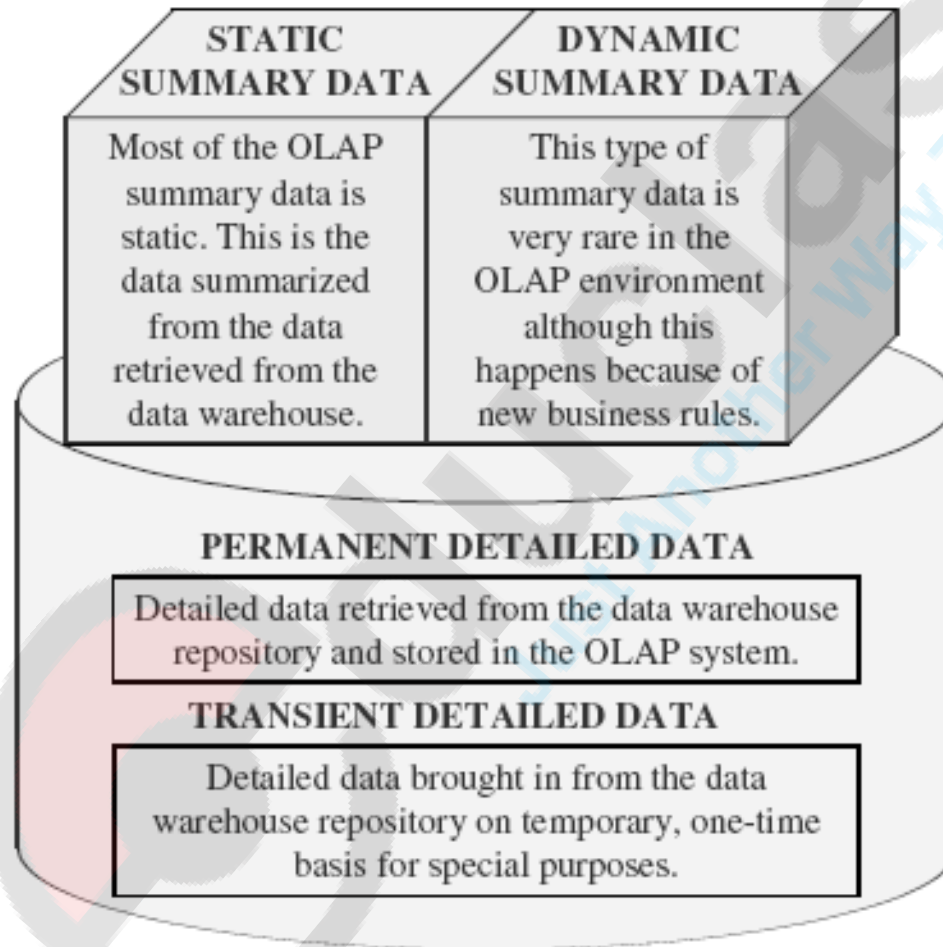 STATIC
SUMMARY DATA
Most of the OLAP
summary data is
static. This is the
data summarized
from the data
retrieved from the
data warehouse.
DYNAMIC
SUMMARY DATA
This type of
summary data is
very rare in the
OLAP environment
although this
happens because of
new business rules.
PERMANENT DETAILED DATA
Detailed data retrieved from the data warehouse
repository and stored in the OLAP system.
TRANSIENT DETAILED DATA
Detailed data brought in from the data
warehouse repository on temporary, one-time
basis for special purposes.
duclas
Just Another Way